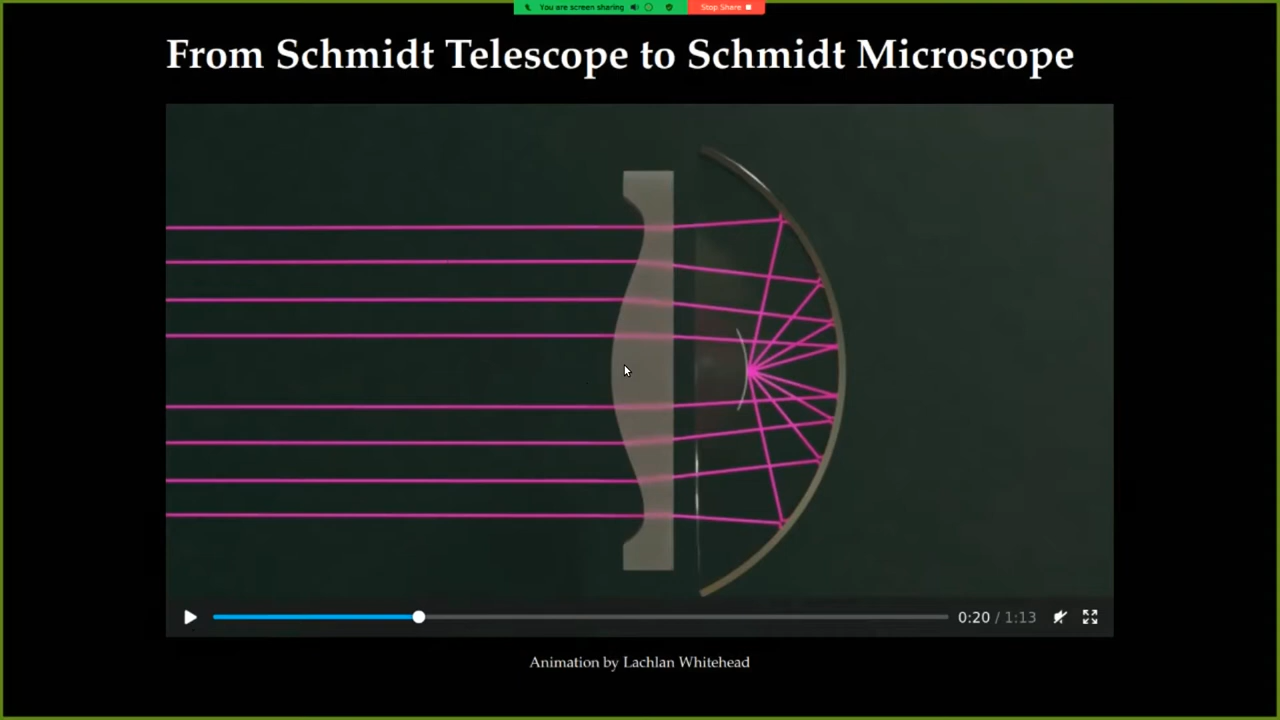 You are screen sharing
Stop Share
From Schmidt Telescope to Schmidt Microscope
0:20 / 1:13
Animation by Lachlan Whitehead